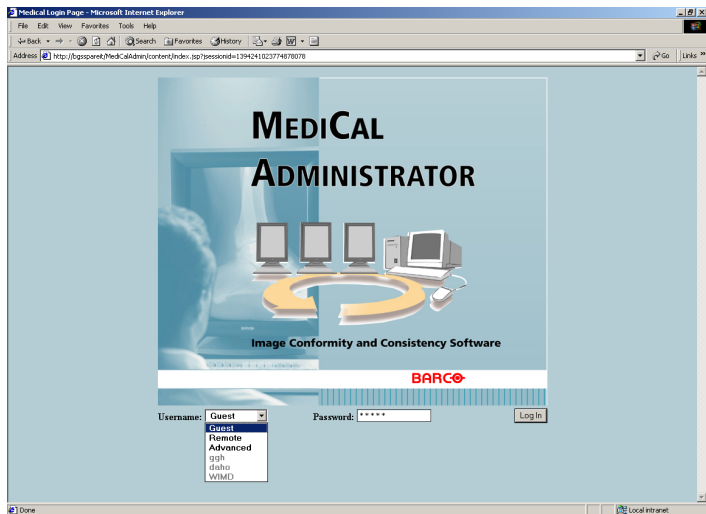 Medical Login Page - Microsoft Internet Explorer
File Edit View Favorites Tools Help
Back Search Favorites History
Address http://bgsspareit/MediCalAdmin/content/index.jsp?jsessionid=1394241023774878078 Go Links »
MEDICAL
ADMINISTRATOR
Image Conformity and Consistency Software
BARCO
Username: Guest Password: ***** Log In
Guest
Remote
Advanced
ggh
daho
WIMD
Done Local intranet